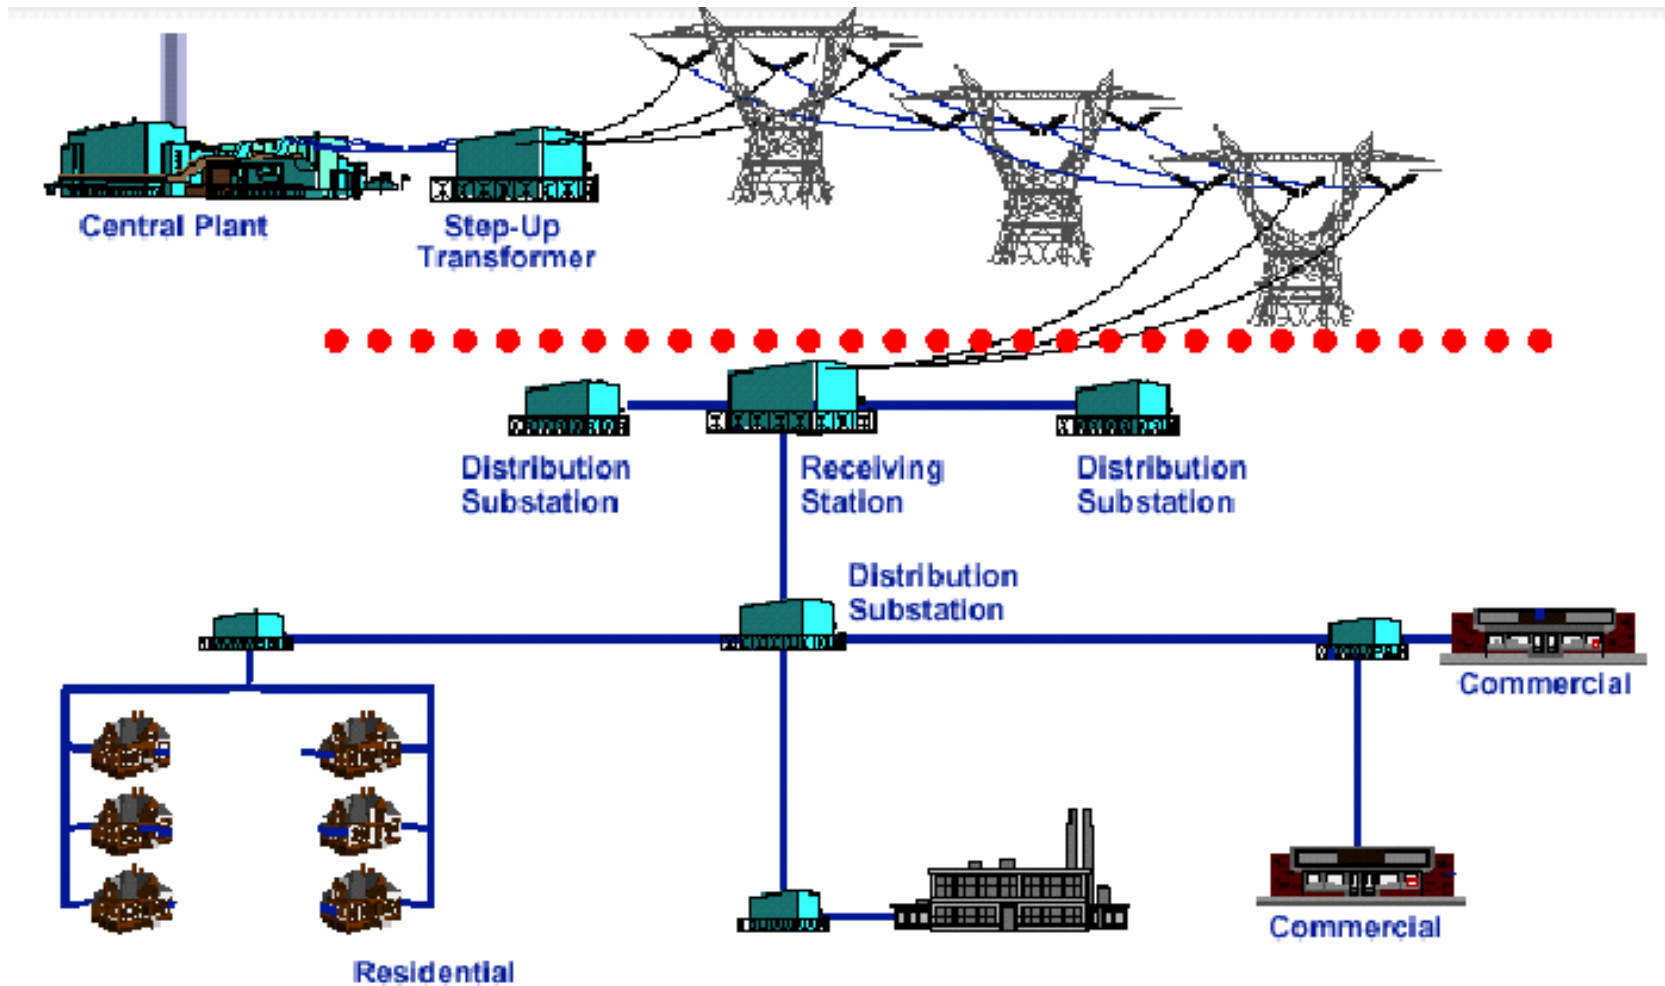 Central Plant
Step-Up
Transformer
Distribution
Substation
Receiving
Station
Distribution
Substation
Distribution
Substation
Commercial
Commercial
Residential